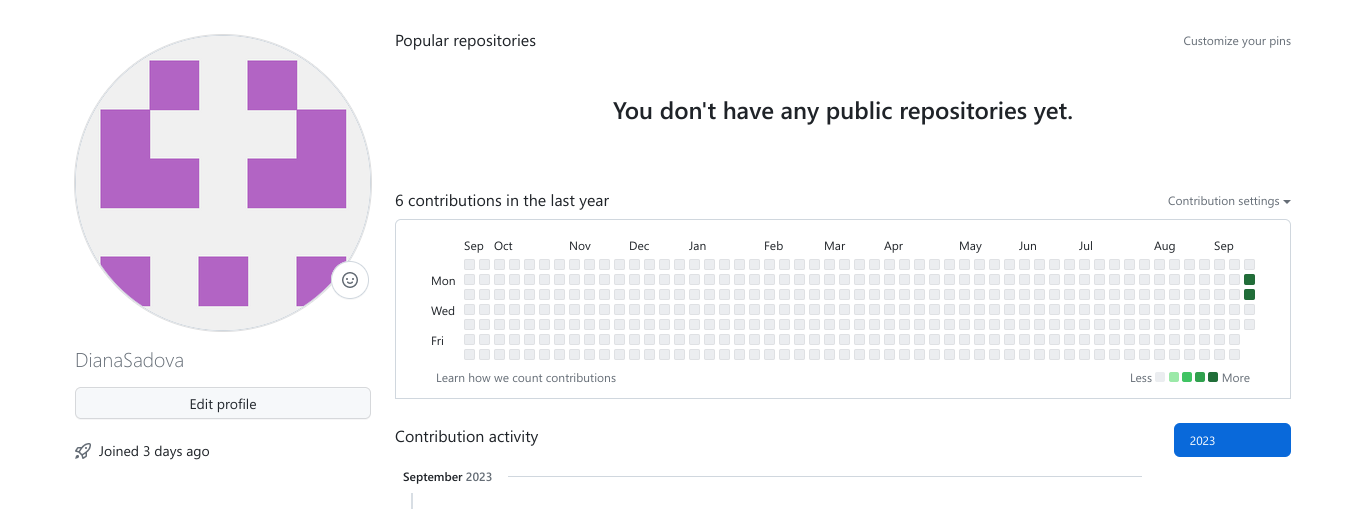 Popular repositories
Customize your pins
You don't have any public repositories yet.
6 contributions in the last year
Contribution settings
Sep Oct Nov Dec Jan Feb Mar Apr May Jun Jul Aug Sep
Mon
Wed
Fri
Learn how we count contributions
Less More
DianaSadova
Edit profile
Joined 3 days ago
Contribution activity
2023
September 2023